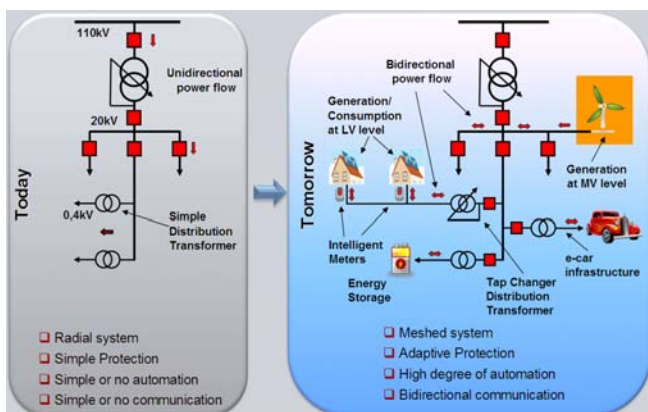 Today
110kV
Unidirectional
power flow
20kV
0,4kV
Simple
Distribution
Transformer
Radial system
Simple Protection
Simple or no automation
Simple or no communication
Tomorrow
Bidirectional
power flow
Generation/
Consumption
at LV level
Generation
at MV level
Intelligent
Meters
Energy
Storage
Tap Changer
Distribution
Transformer
e-car
infrastructure
Meshed system
Adaptive Protection
High degree of automation
Bidirectional communication